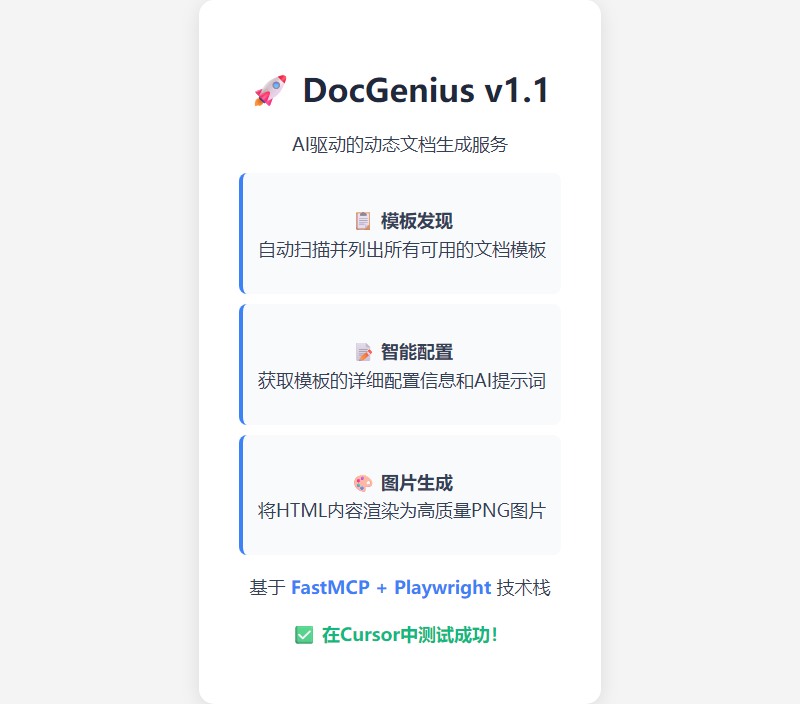 🚀 DocGenius v1.1
AI驱动的动态文档生成服务
📋 模板发现
自动扫描并列出所有可用的文档模板
📝 智能配置
获取模板的详细配置信息和AI提示词
🎨 图片生成
将HTML内容渲染为高质量PNG图片
基于 FastMCP + Playwright 技术栈
✅ 在Cursor中测试成功！